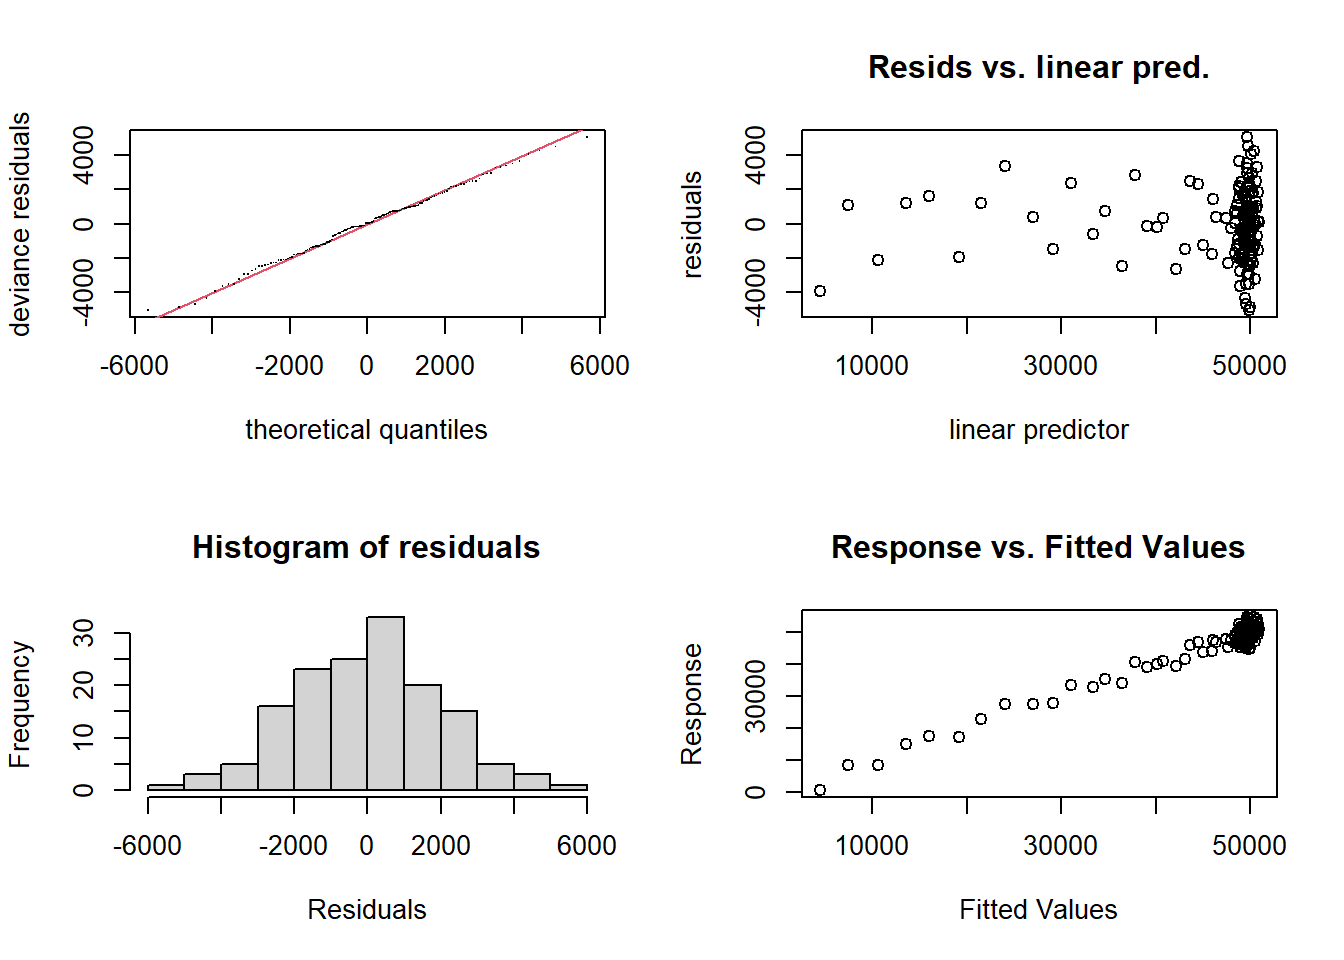 deviance residuals
-4000 0 4000
-6000 -2000 0 2000 6000
theoretical quantiles
Resids vs. linear pred.
residuals
-4000 0 4000
10000 30000 50000
linear predictor
Histogram of residuals
Frequency
0 10 20 30
-6000 -2000 0 2000 6000
Residuals
Response vs. Fitted Values
Response
0 30000
10000 30000 50000
Fitted Values